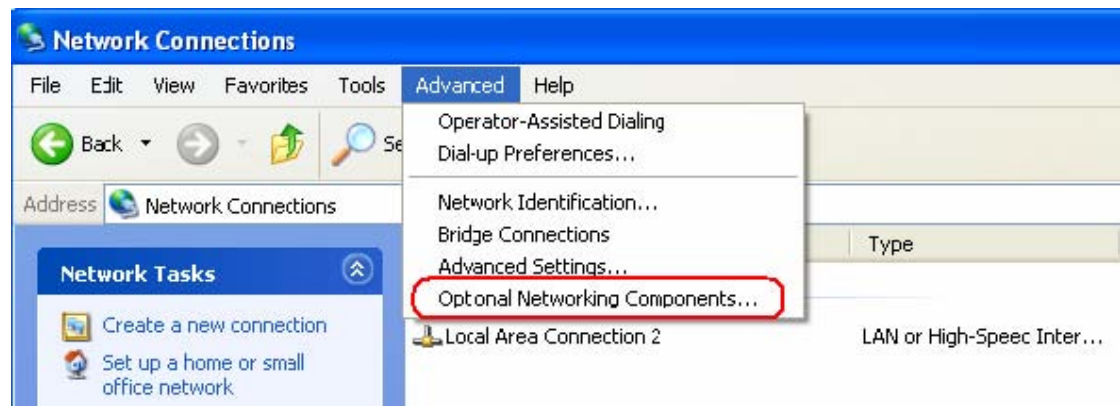 Network Connections
File Edit View Favorites Tools Advanced Help
Operator-Assisted Dialing
Dial-up Preferences...
Back Se
Address Network Connections
Network Identification...
Bridge Connections
Advanced Settings...
Optional Networking Components...
Type
Network Tasks
Create a new connection
Set up a home or small
office network
Local Area Connection 2 LAN or High-Speec Inter...